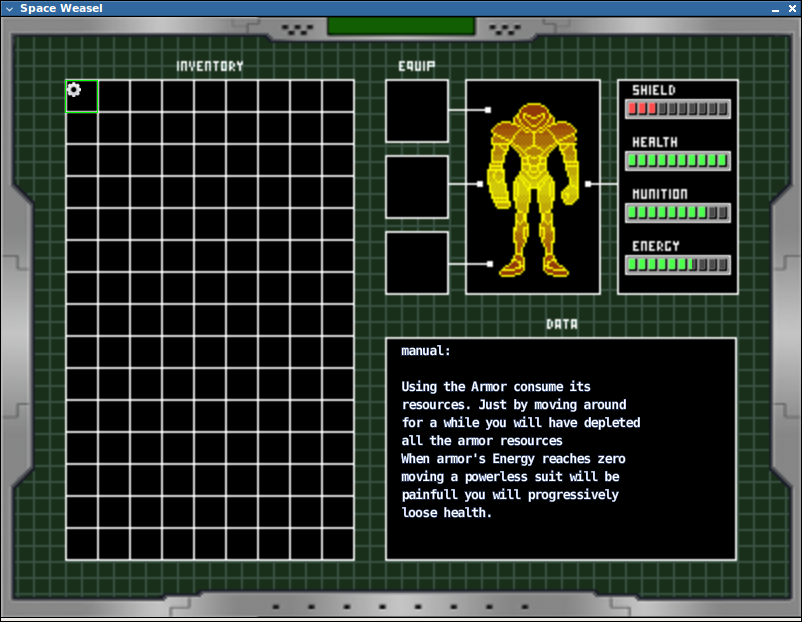 Space Weasel
INVENTORY
EQUIP
SHIELD
HEALTH
MUNITION
ENERGY
DATA
manual:
Using the Armor consume its
resources. Just by moving around
for a while you will have depleted
all the armor resources
When armor's Energy reaches zero
moving a powerless suit will be
painfull you will progressively
loose health.